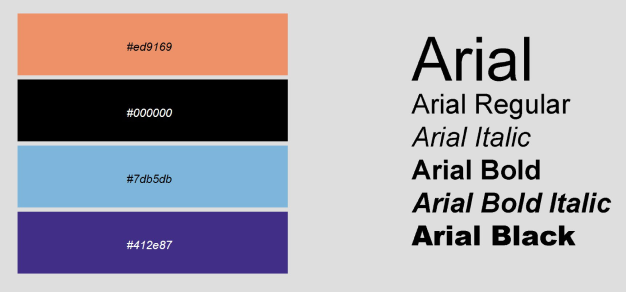 #ed9169
#000000
#7db5db
#412e87
Arial
Arial Regular
Arial Italic
Arial Bold
Arial Bold Italic
Arial Black